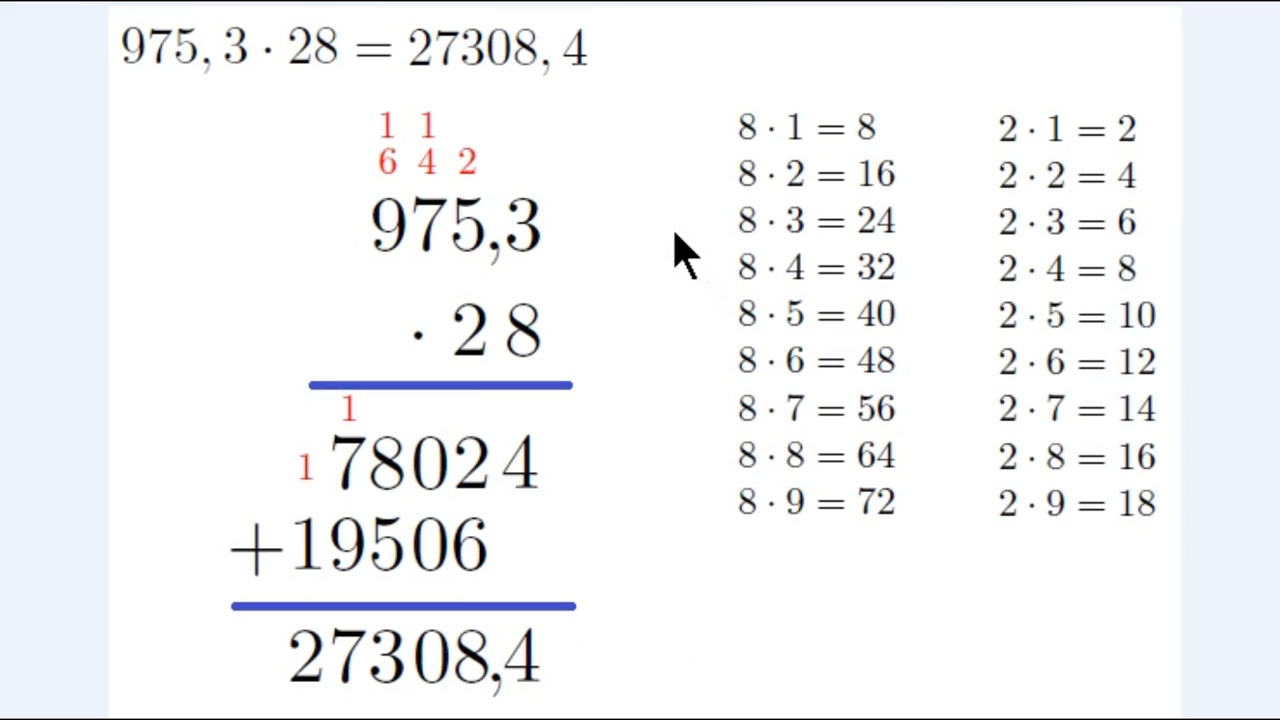 975,3 · 28 = 27308,4
1 1
6 4 2
975,3
· 28
1
1 78024
+19506
27308,4
8 · 1 = 8
8 · 2 = 16
8 · 3 = 24
8 · 4 = 32
8 · 5 = 40
8 · 6 = 48
8 · 7 = 56
8 · 8 = 64
8 · 9 = 72
2 · 1 = 2
2 · 2 = 4
2 · 3 = 6
2 · 4 = 8
2 · 5 = 10
2 · 6 = 12
2 · 7 = 14
2 · 8 = 16
2 · 9 = 18